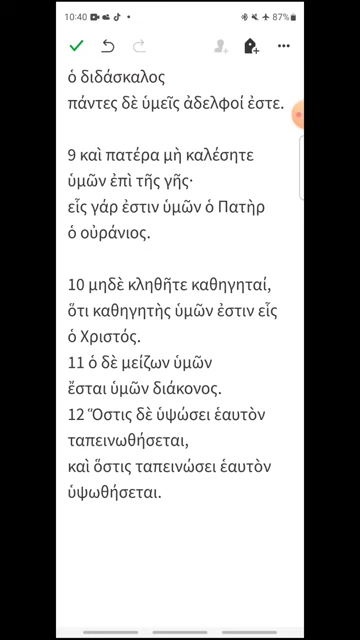 10:40
87%
ὁ διδάσκαλος
πάντες δὲ ὑμεῖς ἀδελφοί ἐστε.
9 καὶ πατέρα μὴ καλέσητε
ὑμῶν ἐπὶ τῆς γῆς·
εἷς γάρ ἐστιν ὑμῶν ὁ Πατὴρ
ὁ οὐράνιος.
10 μηδὲ κληθῆτε καθηγηταί,
ὅτι καθηγητὴς ὑμῶν ἐστιν εἷς
ὁ Χριστός.
11 ὁ δὲ μείζων ὑμῶν
ἔσται ὑμῶν διάκονος.
12 Ὅστις δὲ ὑψώσει ἑαυτὸν
ταπεινωθήσεται,
καὶ ὅστις ταπεινώσει ἑαυτὸν
ὑψωθήσεται.